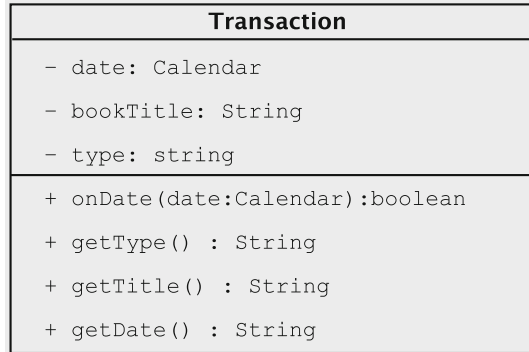 Transaction
- date: Calendar
- bookTitle: String
- type: string
+ onDate(date:Calendar):boolean
+ getType() : String
+ getTitle() : String
+ getDate() : String